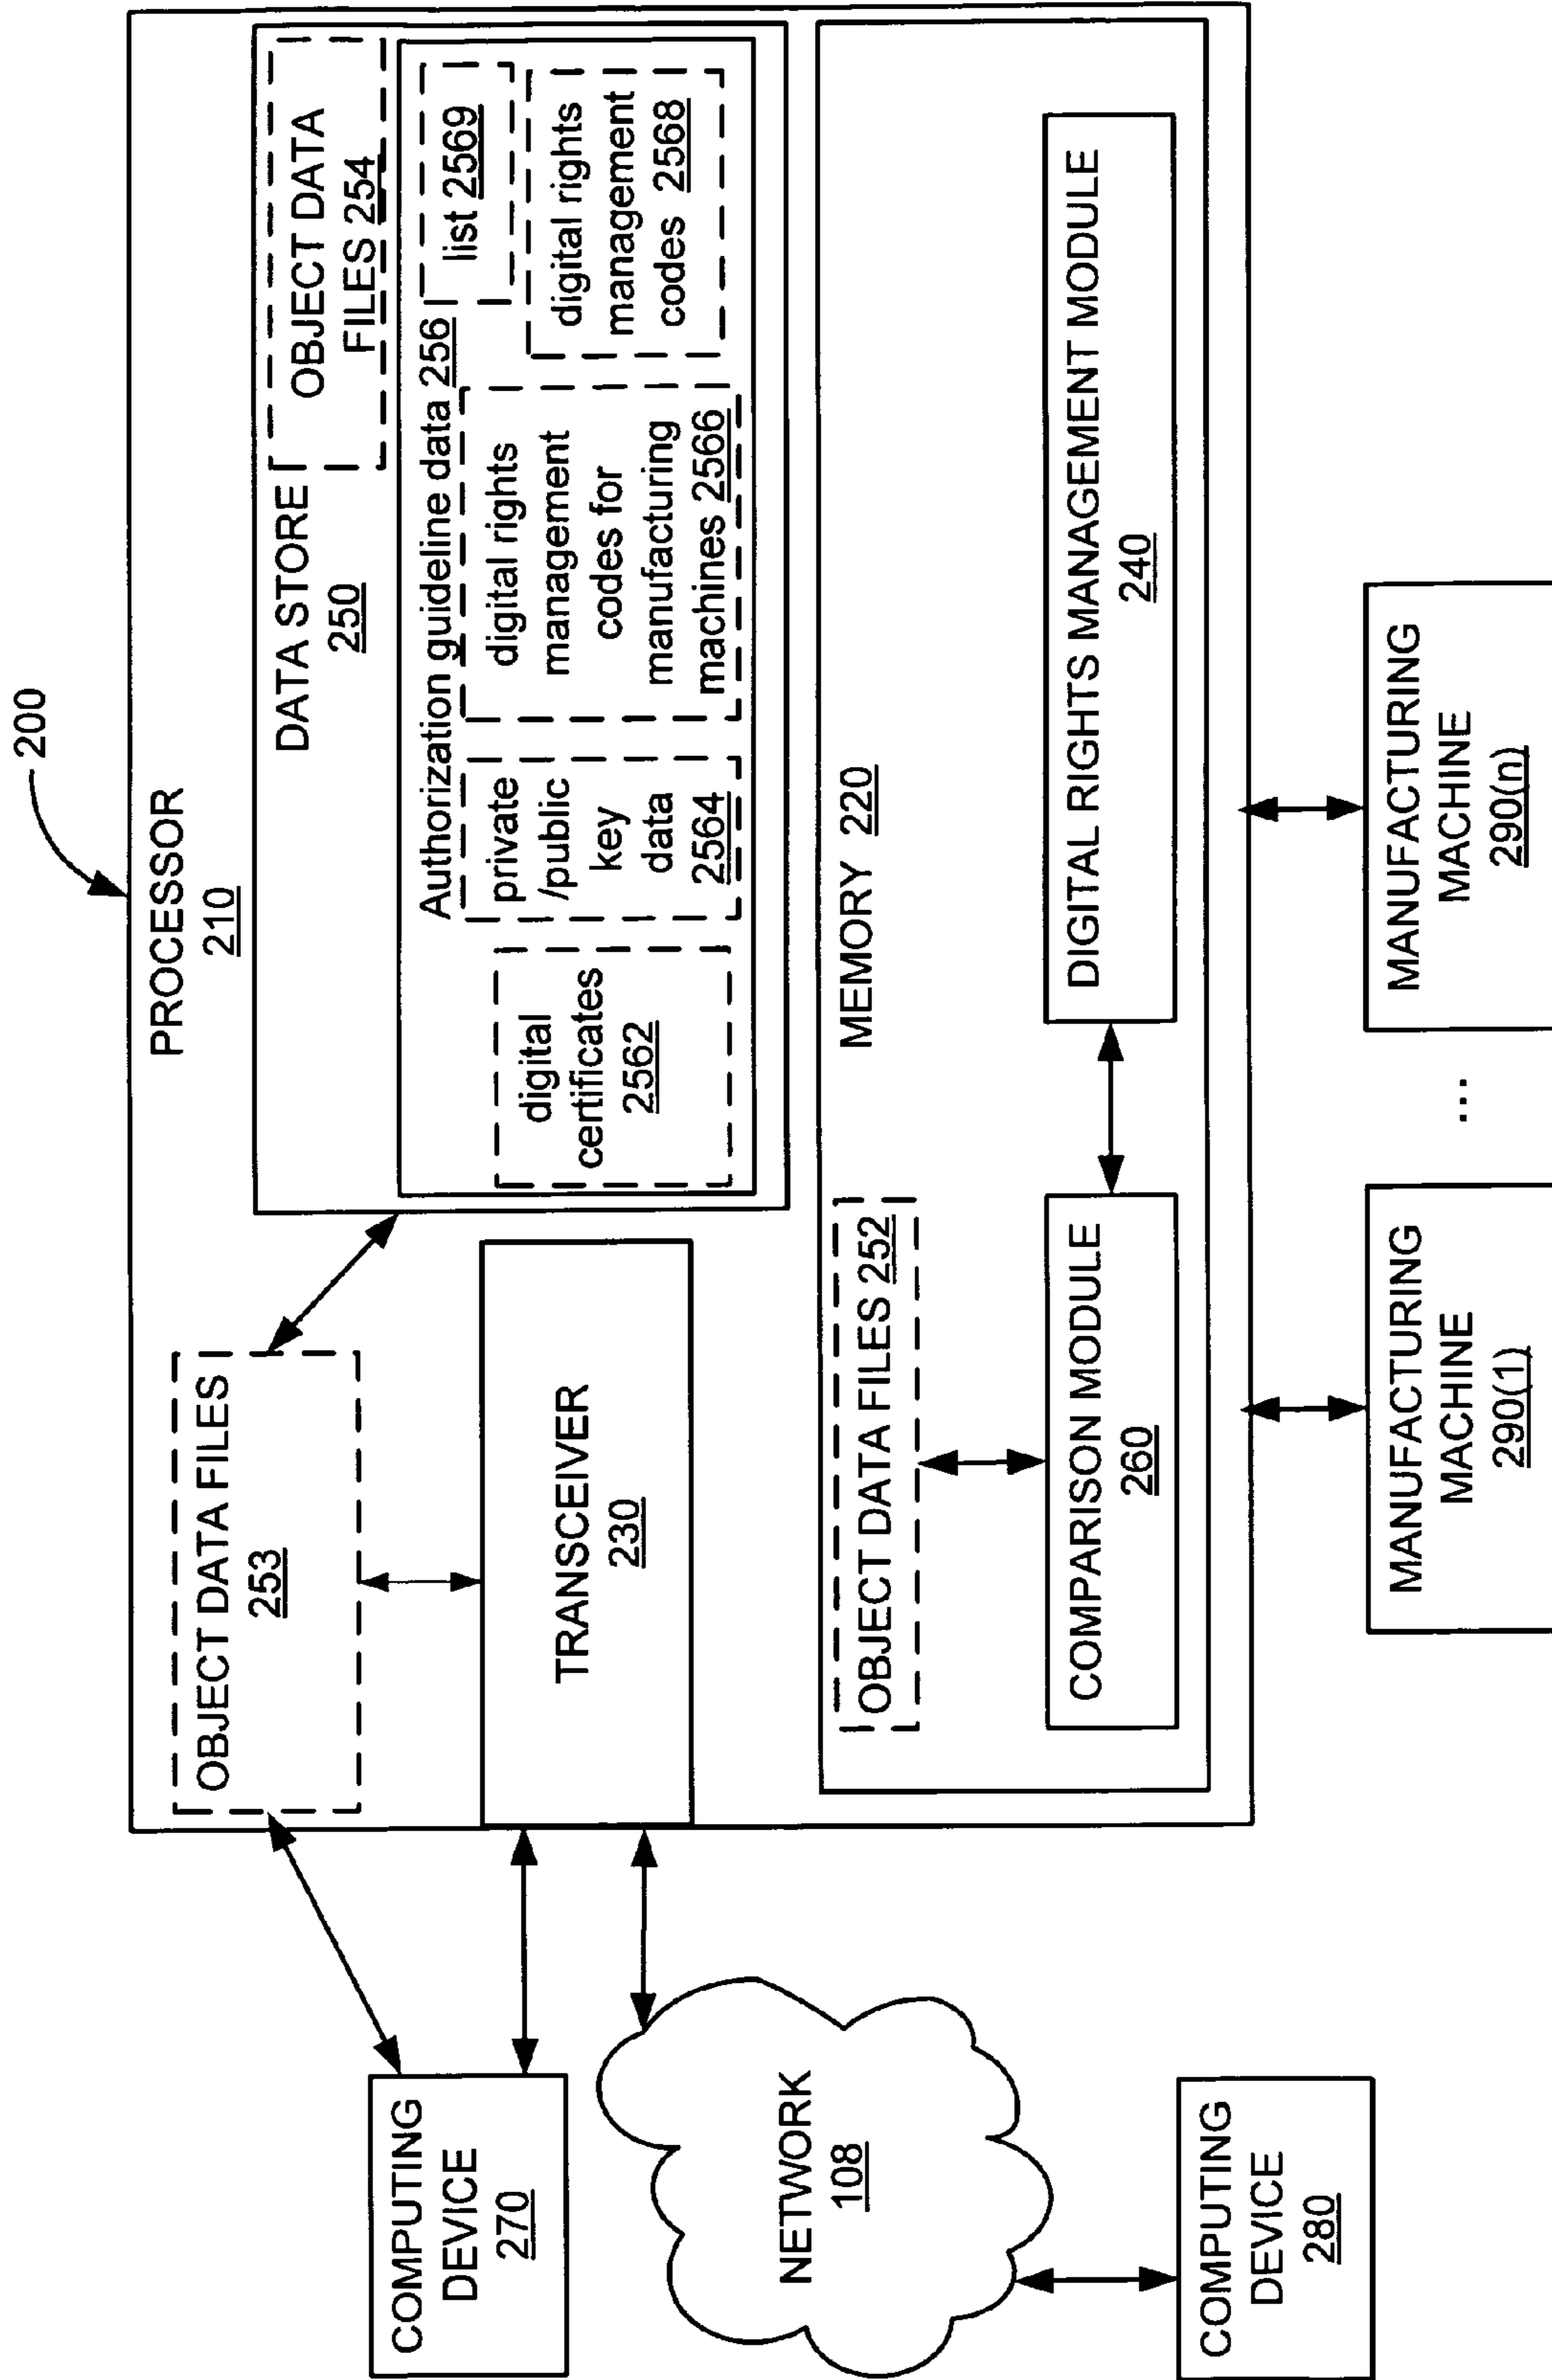 200
PROCESSOR
210
OBJECT DATA FILES
253
TRANSCEIVER
230
DATA STORE
250
OBJECT DATA
FILES 254
Authorization guideline data 256
list 2569
digital
certificates
2562
private
/public
key
data
2564
digital rights
management
codes for
manufacturing
machines 2566
digital rights
management
codes 2568
MEMORY 220
OBJECT DATA FILES 252
COMPARISON MODULE
260
DIGITAL RIGHTS MANAGEMENT MODULE
240
COMPUTING
DEVICE
270
NETWORK
108
COMPUTING
DEVICE
280
MANUFACTURING
MACHINE
290(1)
...
MANUFACTURING
MACHINE
290(n)